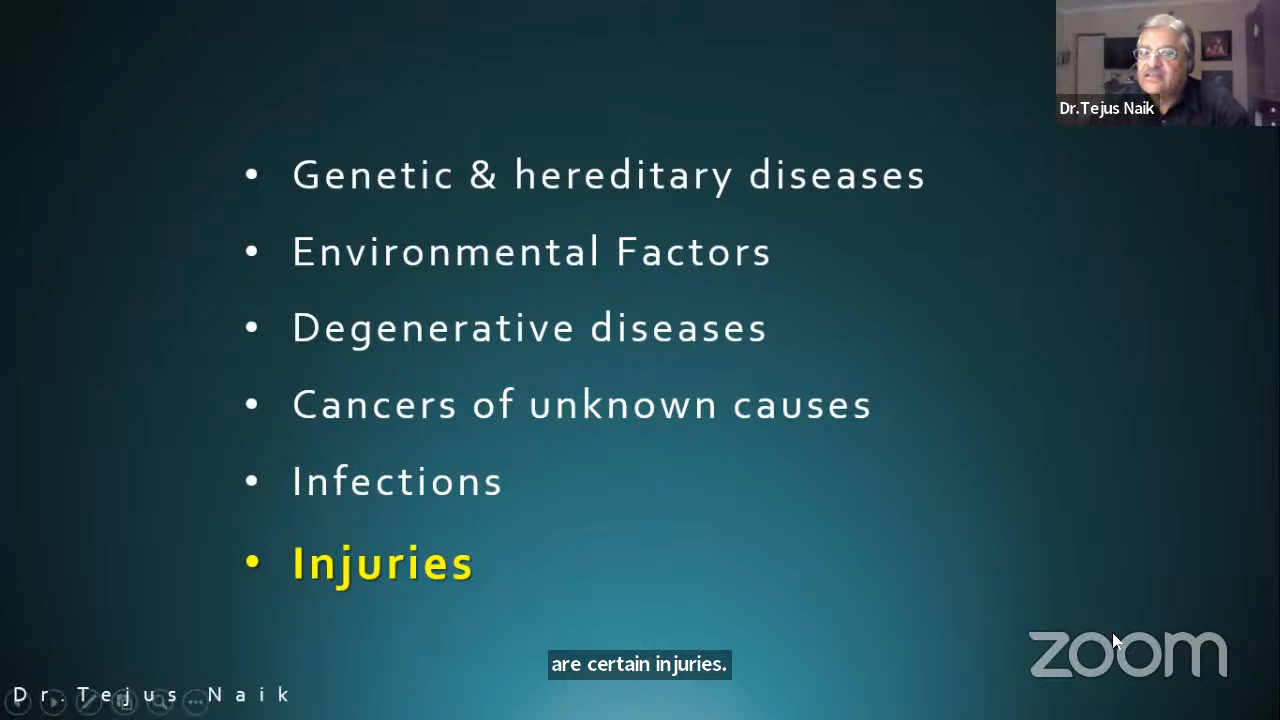 Dr.Tejus Naik
• Genetic & hereditary diseases
• Environmental Factors
• Degenerative diseases
• Cancers of unknown causes
• Infections
• Injuries
zoom
are certain injuries.
Dr. Tejus Naik